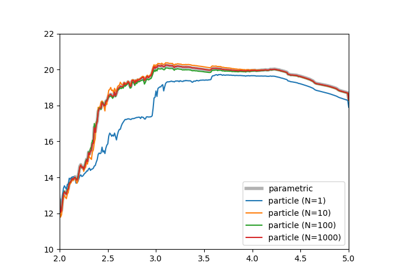 22
20
18
16
14
12
10
2.0
2.5
3.0
3.5
4.0
4.5
5.0
parametric
particle (N=1)
particle (N=10)
particle (N=100)
particle (N=1000)